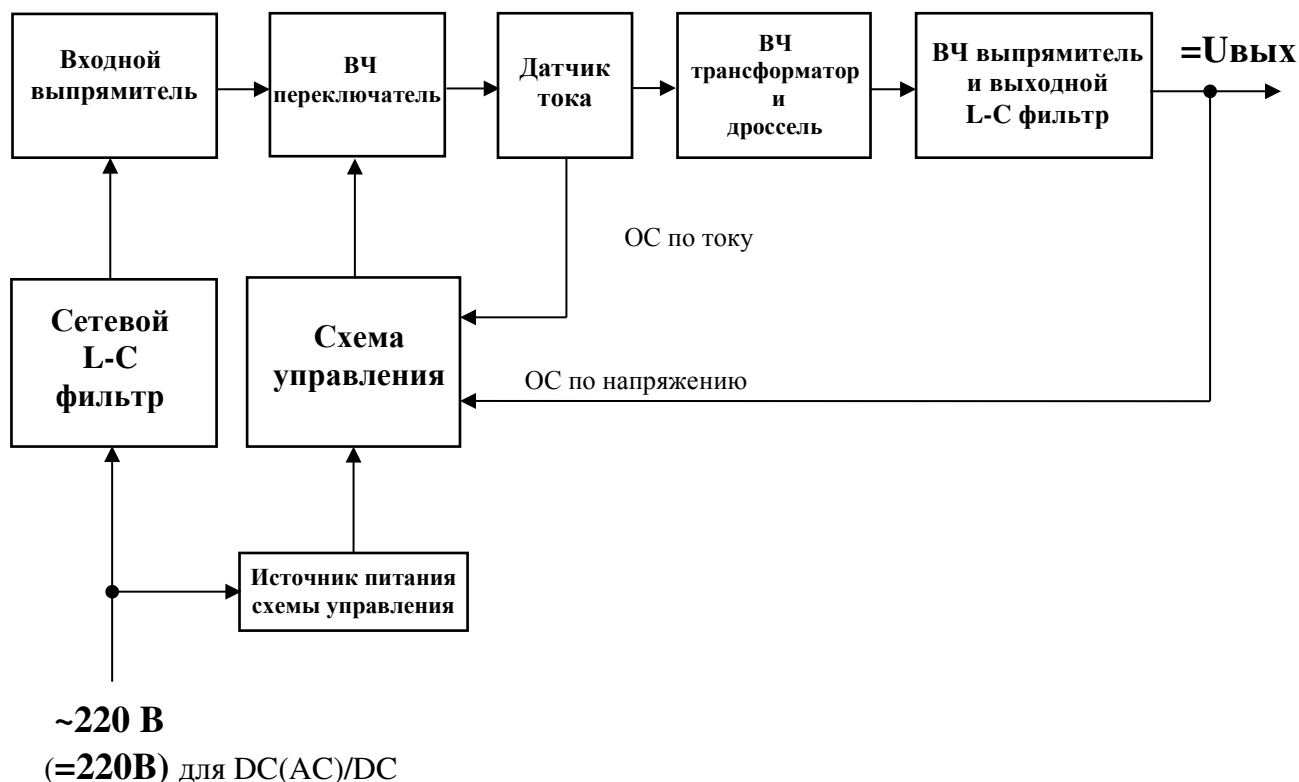 Входной
выпрямитель
ВЧ
переключатель
Датчик
тока
ВЧ
трансформатор
и
дроссель
ВЧ выпрямитель
и выходной
L-C фильтр
=Uвых
ОС по току
Сетевой
L-C
фильтр
Схема
управления
ОС по напряжению
Источник питания
схемы управления
~220 В
(=220В) для DC(AC)/DC